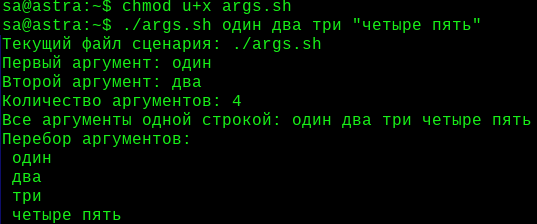 sa@astra:~$ chmod u+x args.sh
sa@astra:~$ ./args.sh один два три "четыре пять"
Текущий файл сценария: ./args.sh
Первый аргумент: один
Второй аргумент: два
Количество аргументов: 4
Все аргументы одной строкой: один два три четыре пять
Перебор аргументов:
 один
 два
 три
 четыре пять